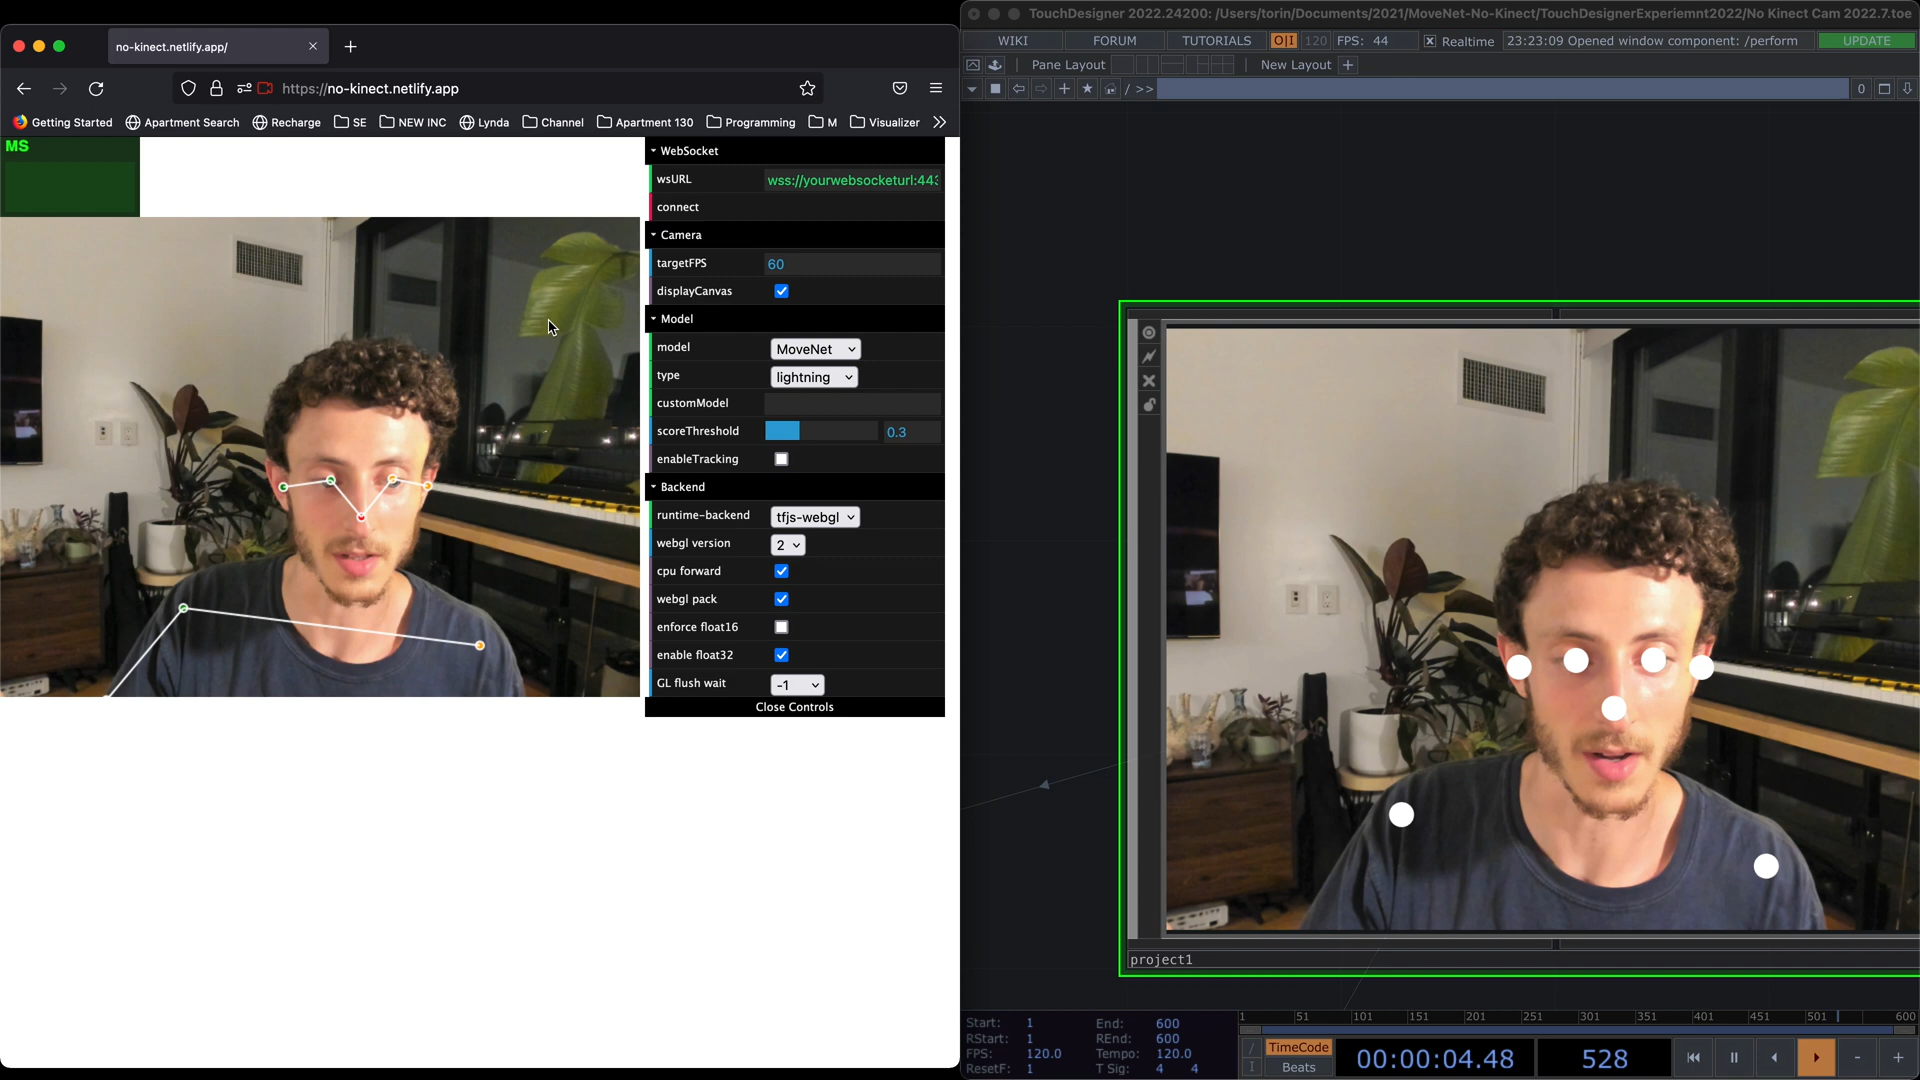 no-kinect.netlify.app/
https://no-kinect.netlify.app
Getting Started Apartment Search Recharge SE NEW INC Lynda Channel Apartment 130 Programming M Visualizer
MS
WebSocket
wsURL wss://yourwebsocketurl:443
connect
Camera
targetFPS 60
displayCanvas
Model
model MoveNet
type lightning
customModel
scoreThreshold 0.3
enableTracking
Backend
runtime-backend tfjs-webgl
webgl version 2
cpu forward
webgl pack
enforce float16
enable float32
GL flush wait -1
Close Controls
TouchDesigner 2022.24200: /Users/torin/Documents/2021/MoveNet-No-Kinect/TouchDesignerExperiemnt2022/No Kinect Cam 2022.7.toe
WIKI FORUM TUTORIALS O|I 120 FPS: 44 Realtime 23:23:09 Opened window component: /perform UPDATE
Pane Layout New Layout +
/ >> 0
project1
Start: 1 End: 600
RStart: 1 REnd: 600
FPS: 120.0 Tempo: 120.0
ResetF: 1 T Sig: 4 4
1 51 101 151 201 251 301 351 401 451 501 600
TimeCode
Beats
00:00:04.48 528 - +